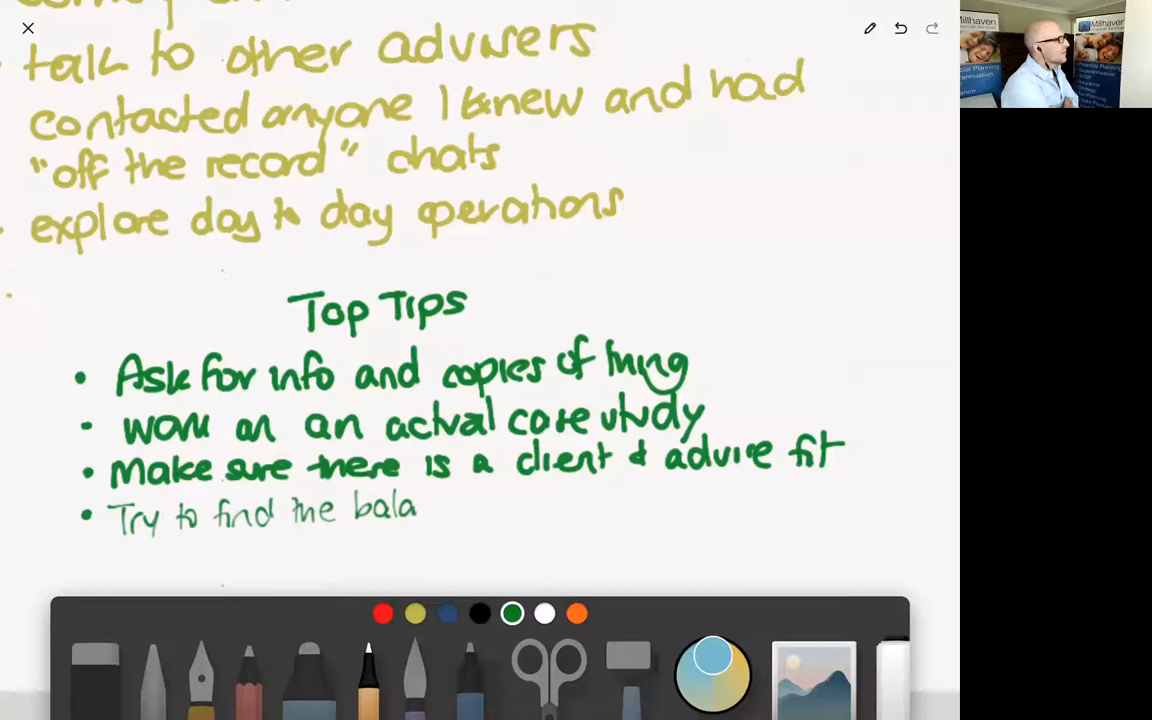 talk to other advisers
contacted anyone I knew and had
"off the record" chats
explore day to day operations
Top Tips
• Ask for info and copies of
• work on an actual case study
• Make sure there is a client & advice fit
• Try to find the bala
Millhaven
Millhaven